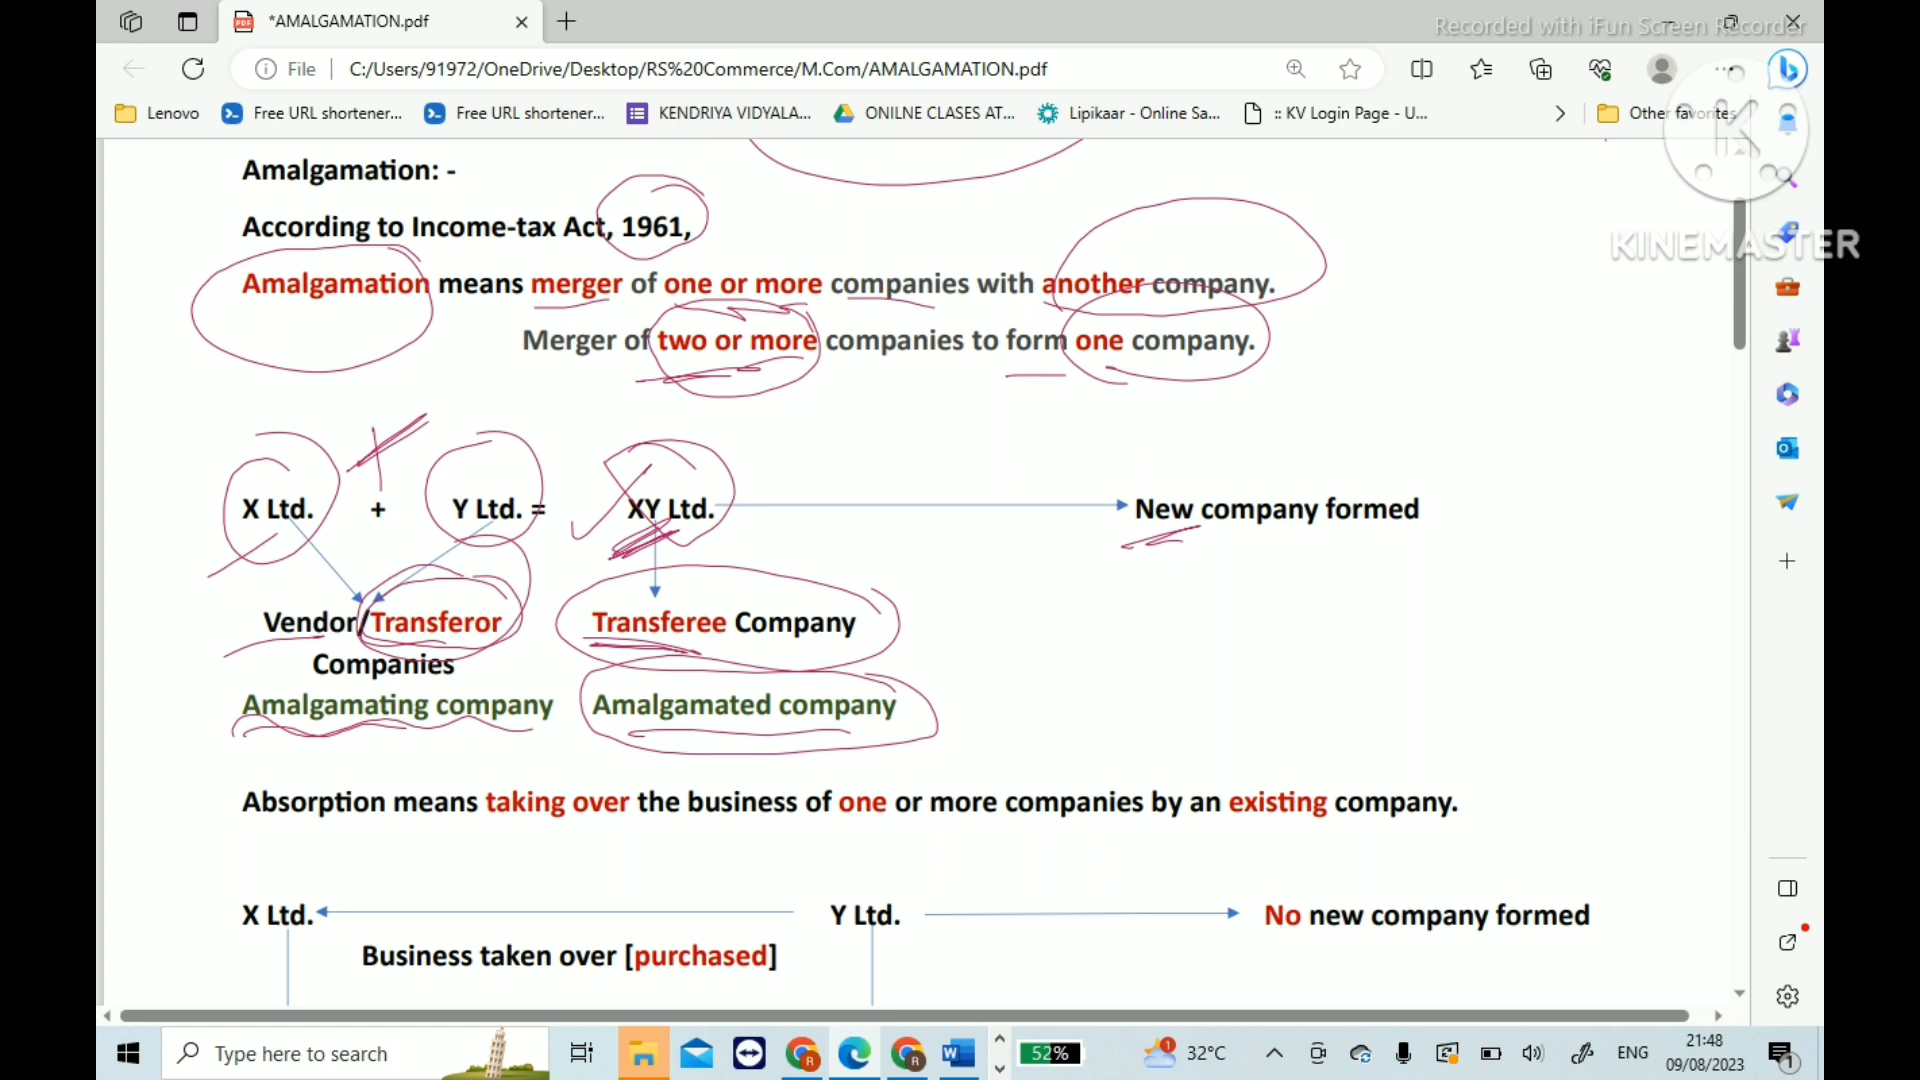 *AMALGAMATION.pdf
Recorded with iFun Screen Recorder
File
C:/Users/91972/OneDrive/Desktop/RS%20Commerce/M.Com/AMALGAMATION.pdf
Lenovo
Free URL shortener...
Free URL shortener...
KENDRIYA VIDYALA...
ONILNE CLASES AT...
Lipikaar - Online Sa...
:: KV Login Page - U...
Other favorites
KINEMASTER
Amalgamation: -
According to Income-tax Act, 1961,
Amalgamation means merger of one or more companies with another company.
Merger of two or more companies to form one company.
X Ltd. + Y Ltd. = XY Ltd. New company formed
Vendor/Transferor Transferee Company
Companies
Amalgamating company Amalgamated company
Absorption means taking over the business of one or more companies by an existing company.
X Ltd. Y Ltd. No new company formed
Business taken over [purchased]
Type here to search
52%
32°C
ENG
21:48
09/08/2023